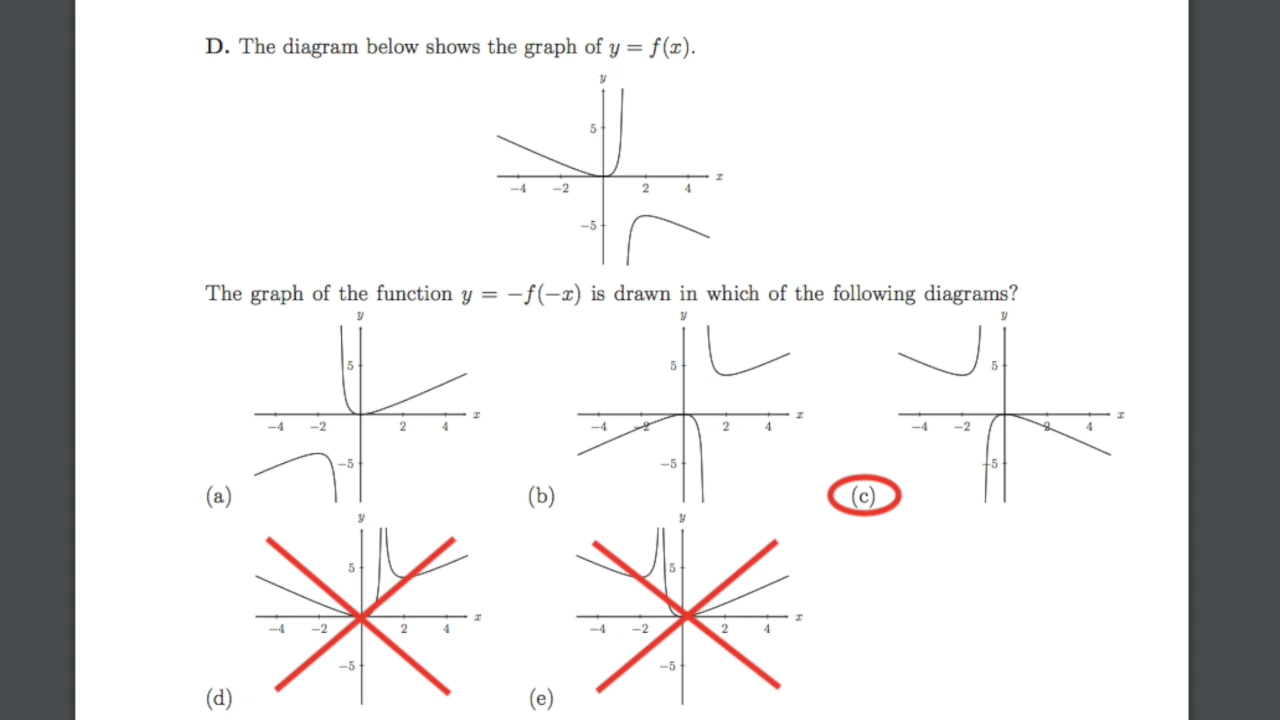 D. The diagram below shows the graph of y = f(x).
y
5
−4 −2 2 4 x
−5
The graph of the function y = −f(−x) is drawn in which of the following diagrams?
y y y
5 5 5
x x x
−4 −2 2 4 −4 −2 2 4 −4 −2 2 4
−5 −5 −5
(a) (b) (c)
y y
5 5
x x
−4 −2 2 4 −4 −2 2 4
−5 −5
(d) (e)